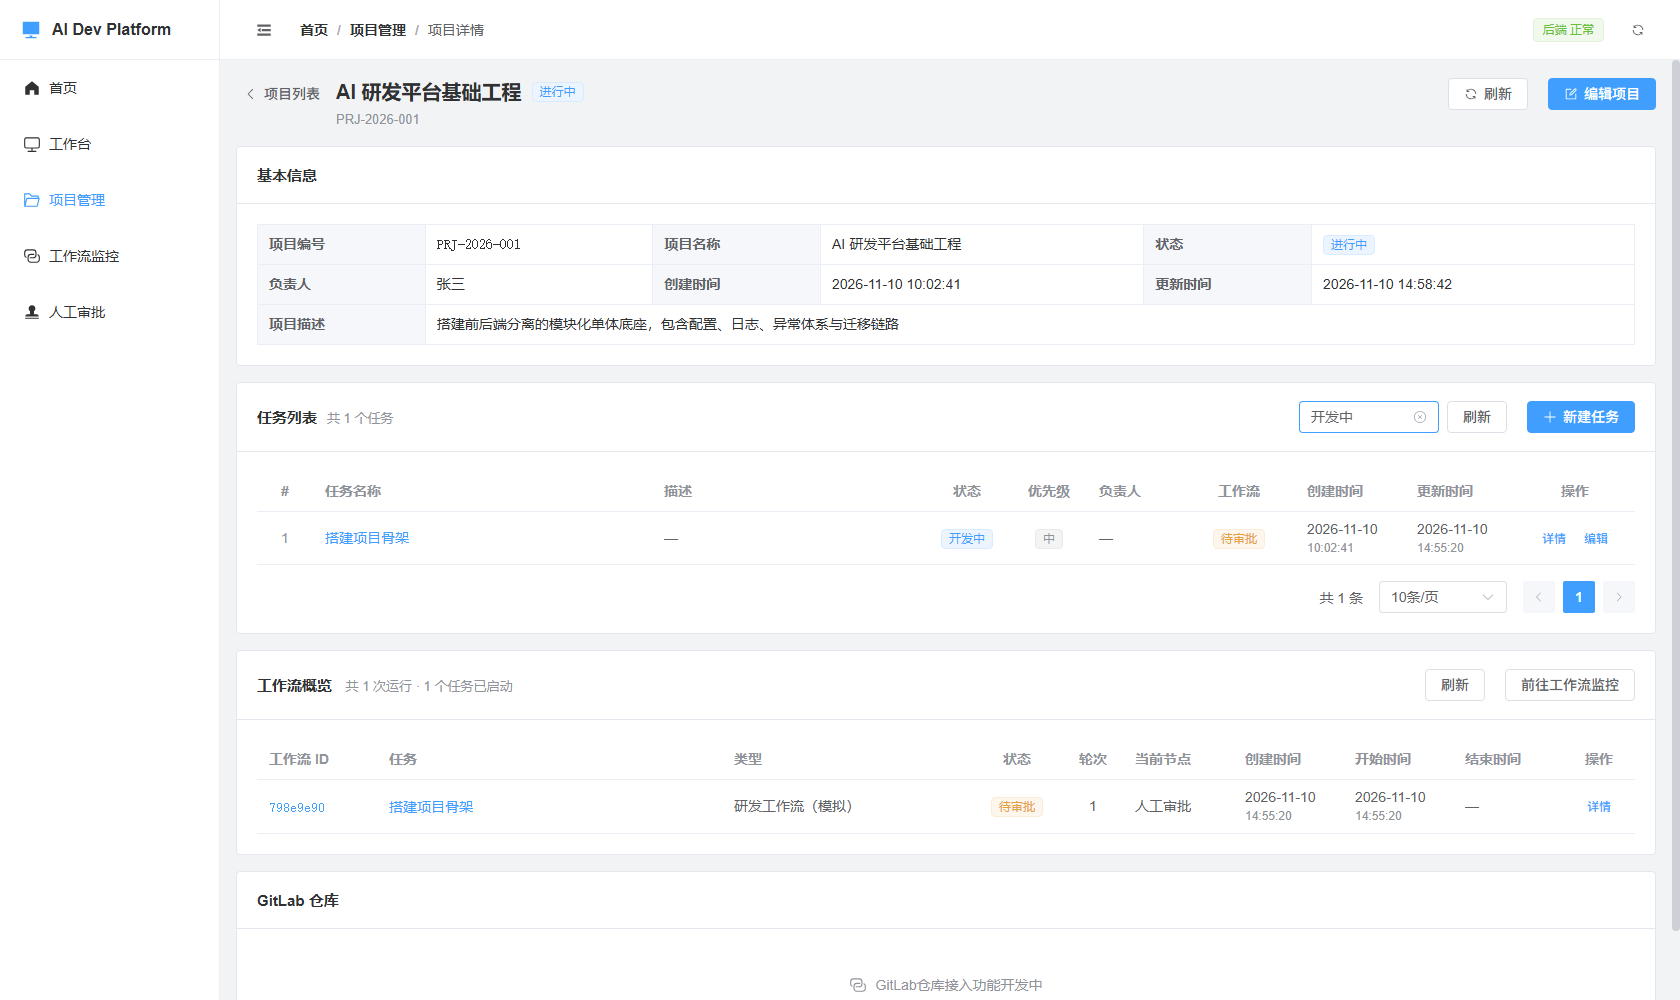 AI Dev Platform
首页 / 项目管理 / 项目详情
后端 正常
首页
工作台
项目管理
工作流监控
人工审批
项目列表
AI 研发平台基础工程
进行中
PRJ-2026-001
刷新
编辑项目
基本信息
项目编号 PRJ-2026-001 项目名称 AI 研发平台基础工程 状态 进行中
负责人 张三 创建时间 2026-11-10 10:02:41 更新时间 2026-11-10 14:58:42
项目描述 搭建前后端分离的模块化单体底座，包含配置、日志、异常体系与迁移链路
任务列表 共 1 个任务
开发中
刷新
新建任务
# 任务名称 描述 状态 优先级 负责人 工作流 创建时间 更新时间 操作
1 搭建项目骨架 — 开发中 中 — 待审批 2026-11-10 10:02:41 2026-11-10 14:55:20 详情 编辑
共 1 条 10条/页 1
工作流概览 共 1 次运行 · 1 个任务已启动
刷新
前往工作流监控
工作流 ID 任务 类型 状态 轮次 当前节点 创建时间 开始时间 结束时间 操作
798e9e90 搭建项目骨架 研发工作流（模拟） 待审批 1 人工审批 2026-11-10 14:55:20 2026-11-10 14:55:20 — 详情
GitLab 仓库
GitLab仓库接入功能开发中